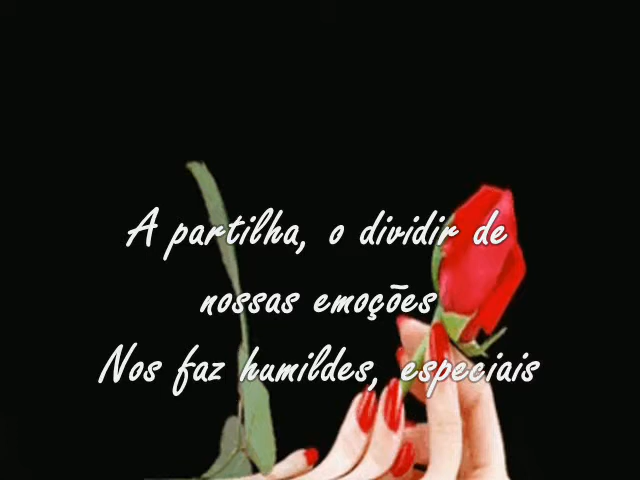 A partilha, o dividir de
nossas emoções
Nos faz humildes, especiais